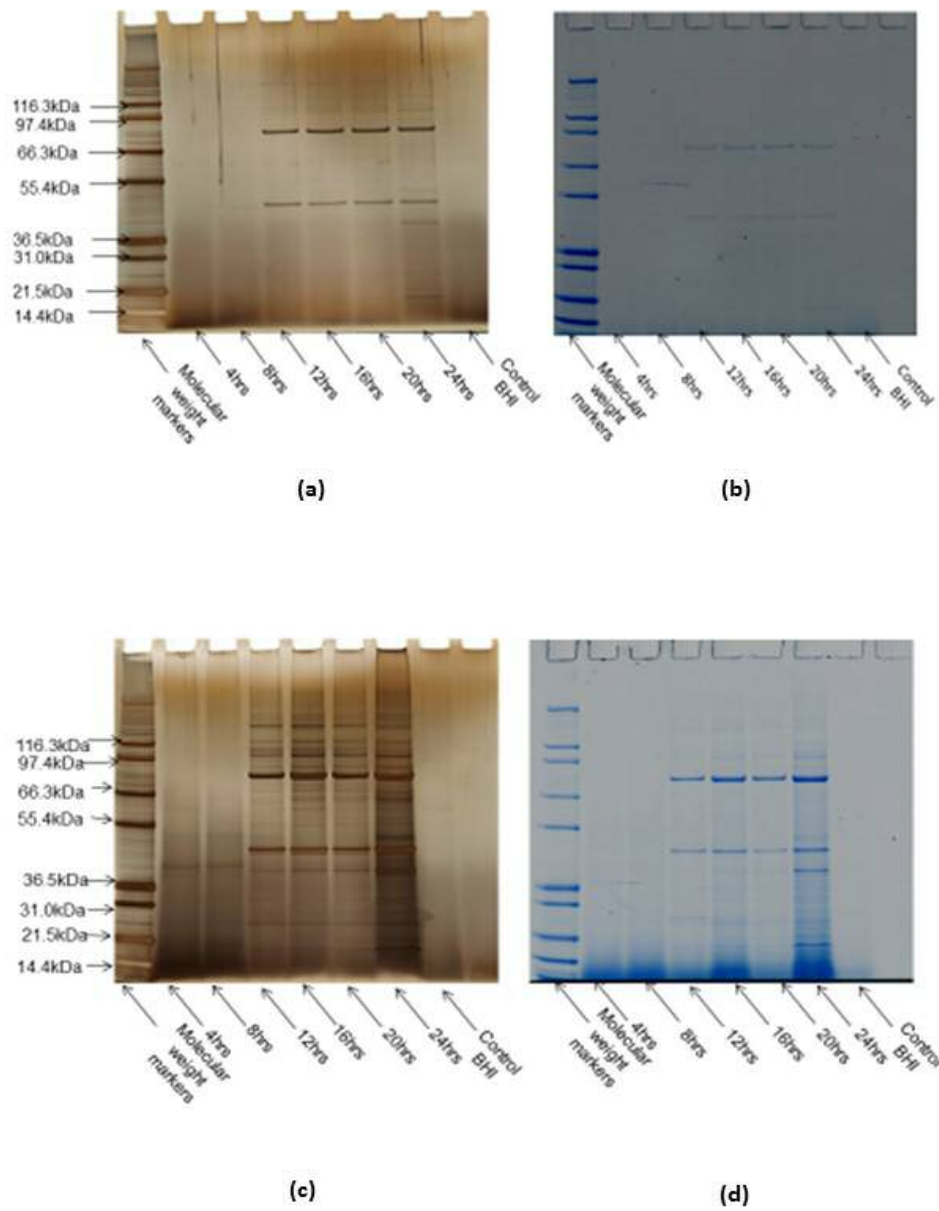 116.3kDa
97.4kDa
66.3kDa
55.4kDa
36.5kDa
31.0kDa
21.5kDa
14.4kDa
Molecular
weight
markers
4hrs
8hrs
12hrs
16hrs
20hrs
24hrs
Control
BHI
(a)
Molecular
weight
markers
4hrs
8hrs
12hrs
16hrs
20hrs
24hrs
Control
BHI
(b)
116.3kDa
97.4kDa
66.3kDa
55.4kDa
36.5kDa
31.0kDa
21.5kDa
14.4kDa
Molecular
weight
markers
4hrs
8hrs
12hrs
16hrs
20hrs
24hrs
Control
BHI
(c)
Molecular
weight
markers
4hrs
8hrs
12hrs
16hrs
20hrs
24hrs
Control
BHI
(d)